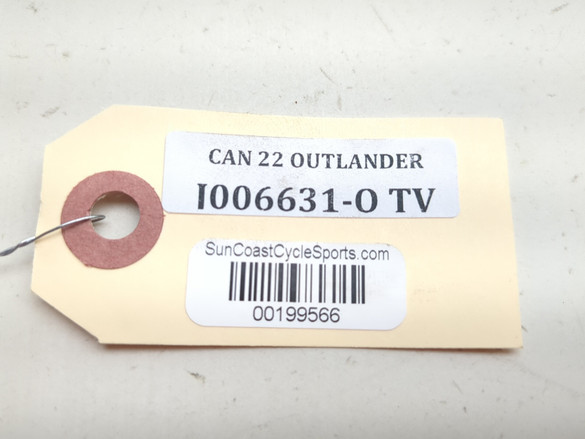 CAN 22 OUTLANDER
I006631-O TV
SunCoastCycleSports.com
00199566